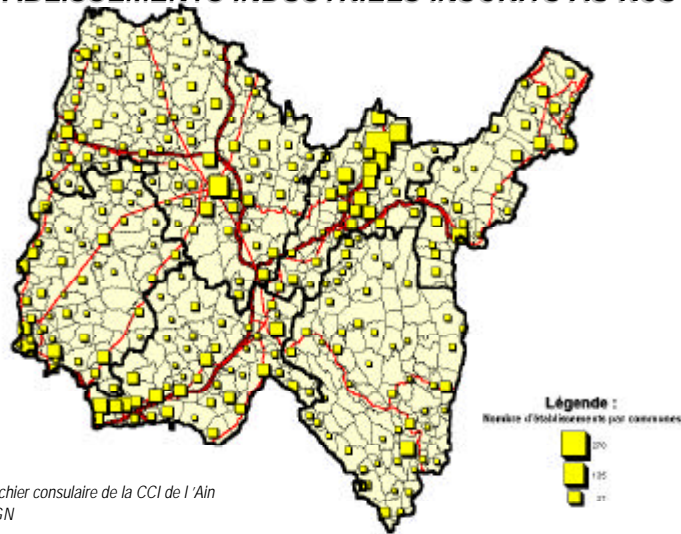 INDUSTRIELS INSCRITS AU RCS
Légende :
Nombre d'établissements par communes
270
135
27
chier consulaire de la CCI de l 'Ain
GN